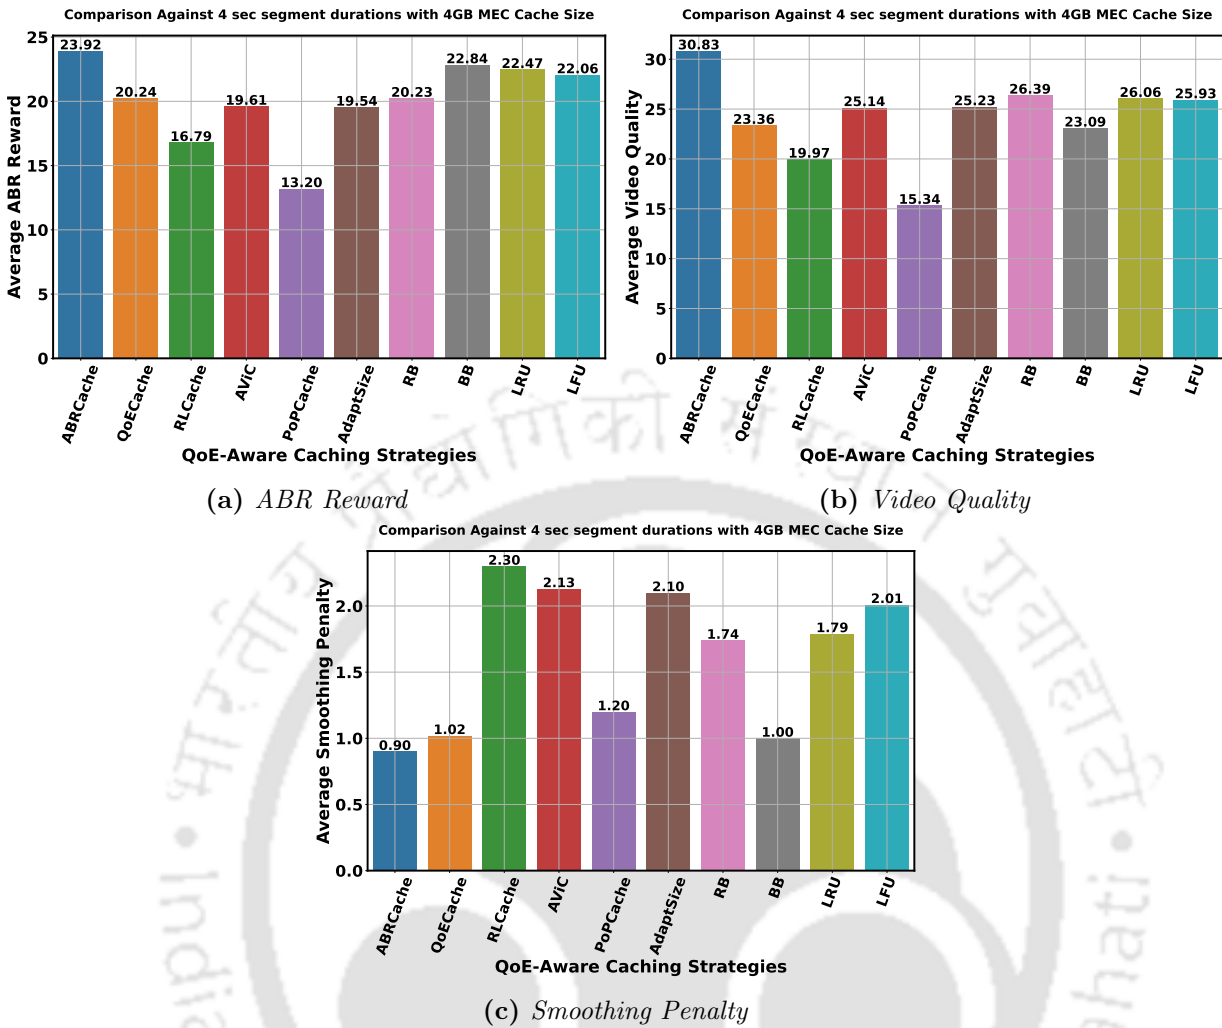 Comparison Against 4 sec segment durations with 4GB MEC Cache Size
Average ABR Reward
25
20
15
10
5
0
23.92
20.24
16.79
19.61
13.20
19.54
20.23
22.84
22.47
22.06
ABRCache
QoECache
RLCache
AViC
PoPCache
AdaptSize
RB
BB
LRU
LFU
QoE-Aware Caching Strategies
(a) ABR Reward
Comparison Against 4 sec segment durations with 4GB MEC Cache Size
Average Video Quality
30
25
20
15
10
5
0
30.83
23.36
19.97
25.14
15.34
25.23
26.39
23.09
26.06
25.93
ABRCache
QoECache
RLCache
AViC
PoPCache
AdaptSize
RB
BB
LRU
LFU
QoE-Aware Caching Strategies
(b) Video Quality
Comparison Against 4 sec segment durations with 4GB MEC Cache Size
Average Smoothing Penalty
2.0
1.5
1.0
0.5
0.0
0.90
1.02
2.30
2.13
1.20
2.10
1.74
1.00
1.79
2.01
ABRCache
QoECache
RLCache
AViC
PoPCache
AdaptSize
RB
BB
LRU
LFU
QoE-Aware Caching Strategies
(c) Smoothing Penalty